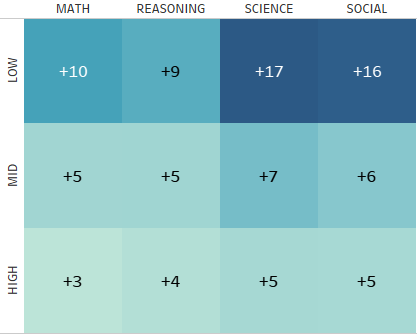 MATH REASONING SCIENCE SOCIAL
LOW +10 +9 +17 +16
MID +5 +5 +7 +6
HIGH +3 +4 +5 +5